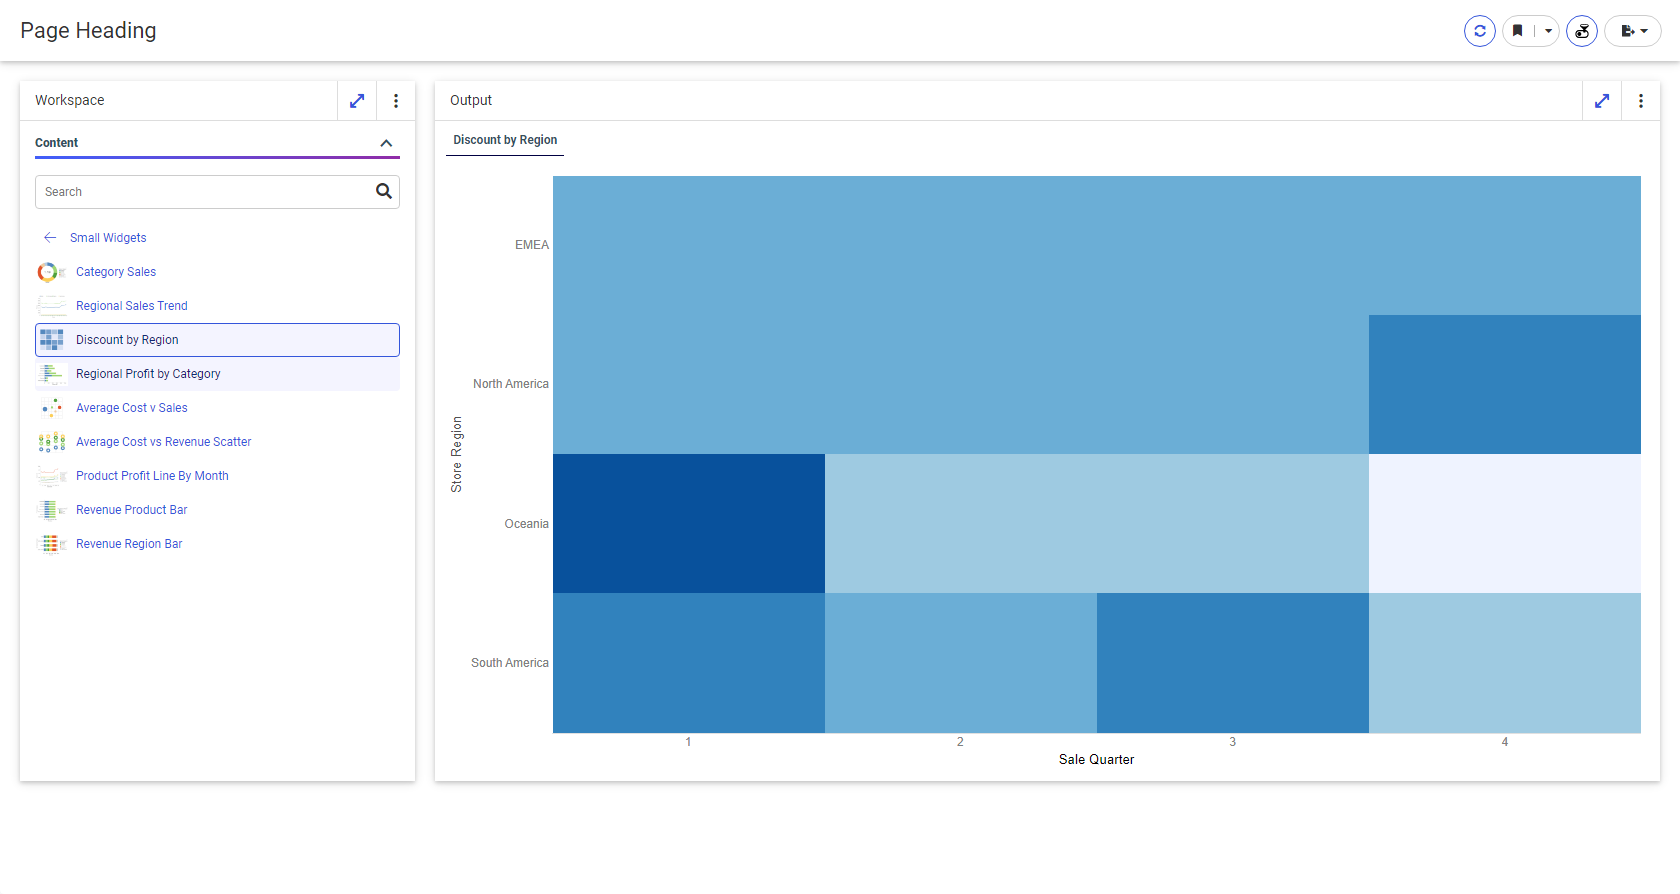 Page Heading
Workspace
Content
Search
Small Widgets
Category Sales
Regional Sales Trend
Discount by Region
Regional Profit by Category
Average Cost v Sales
Average Cost vs Revenue Scatter
Product Profit Line By Month
Revenue Product Bar
Revenue Region Bar
Output
Discount by Region
Store Region
EMEA
North America
Oceania
South America
1 2 3 4
Sale Quarter